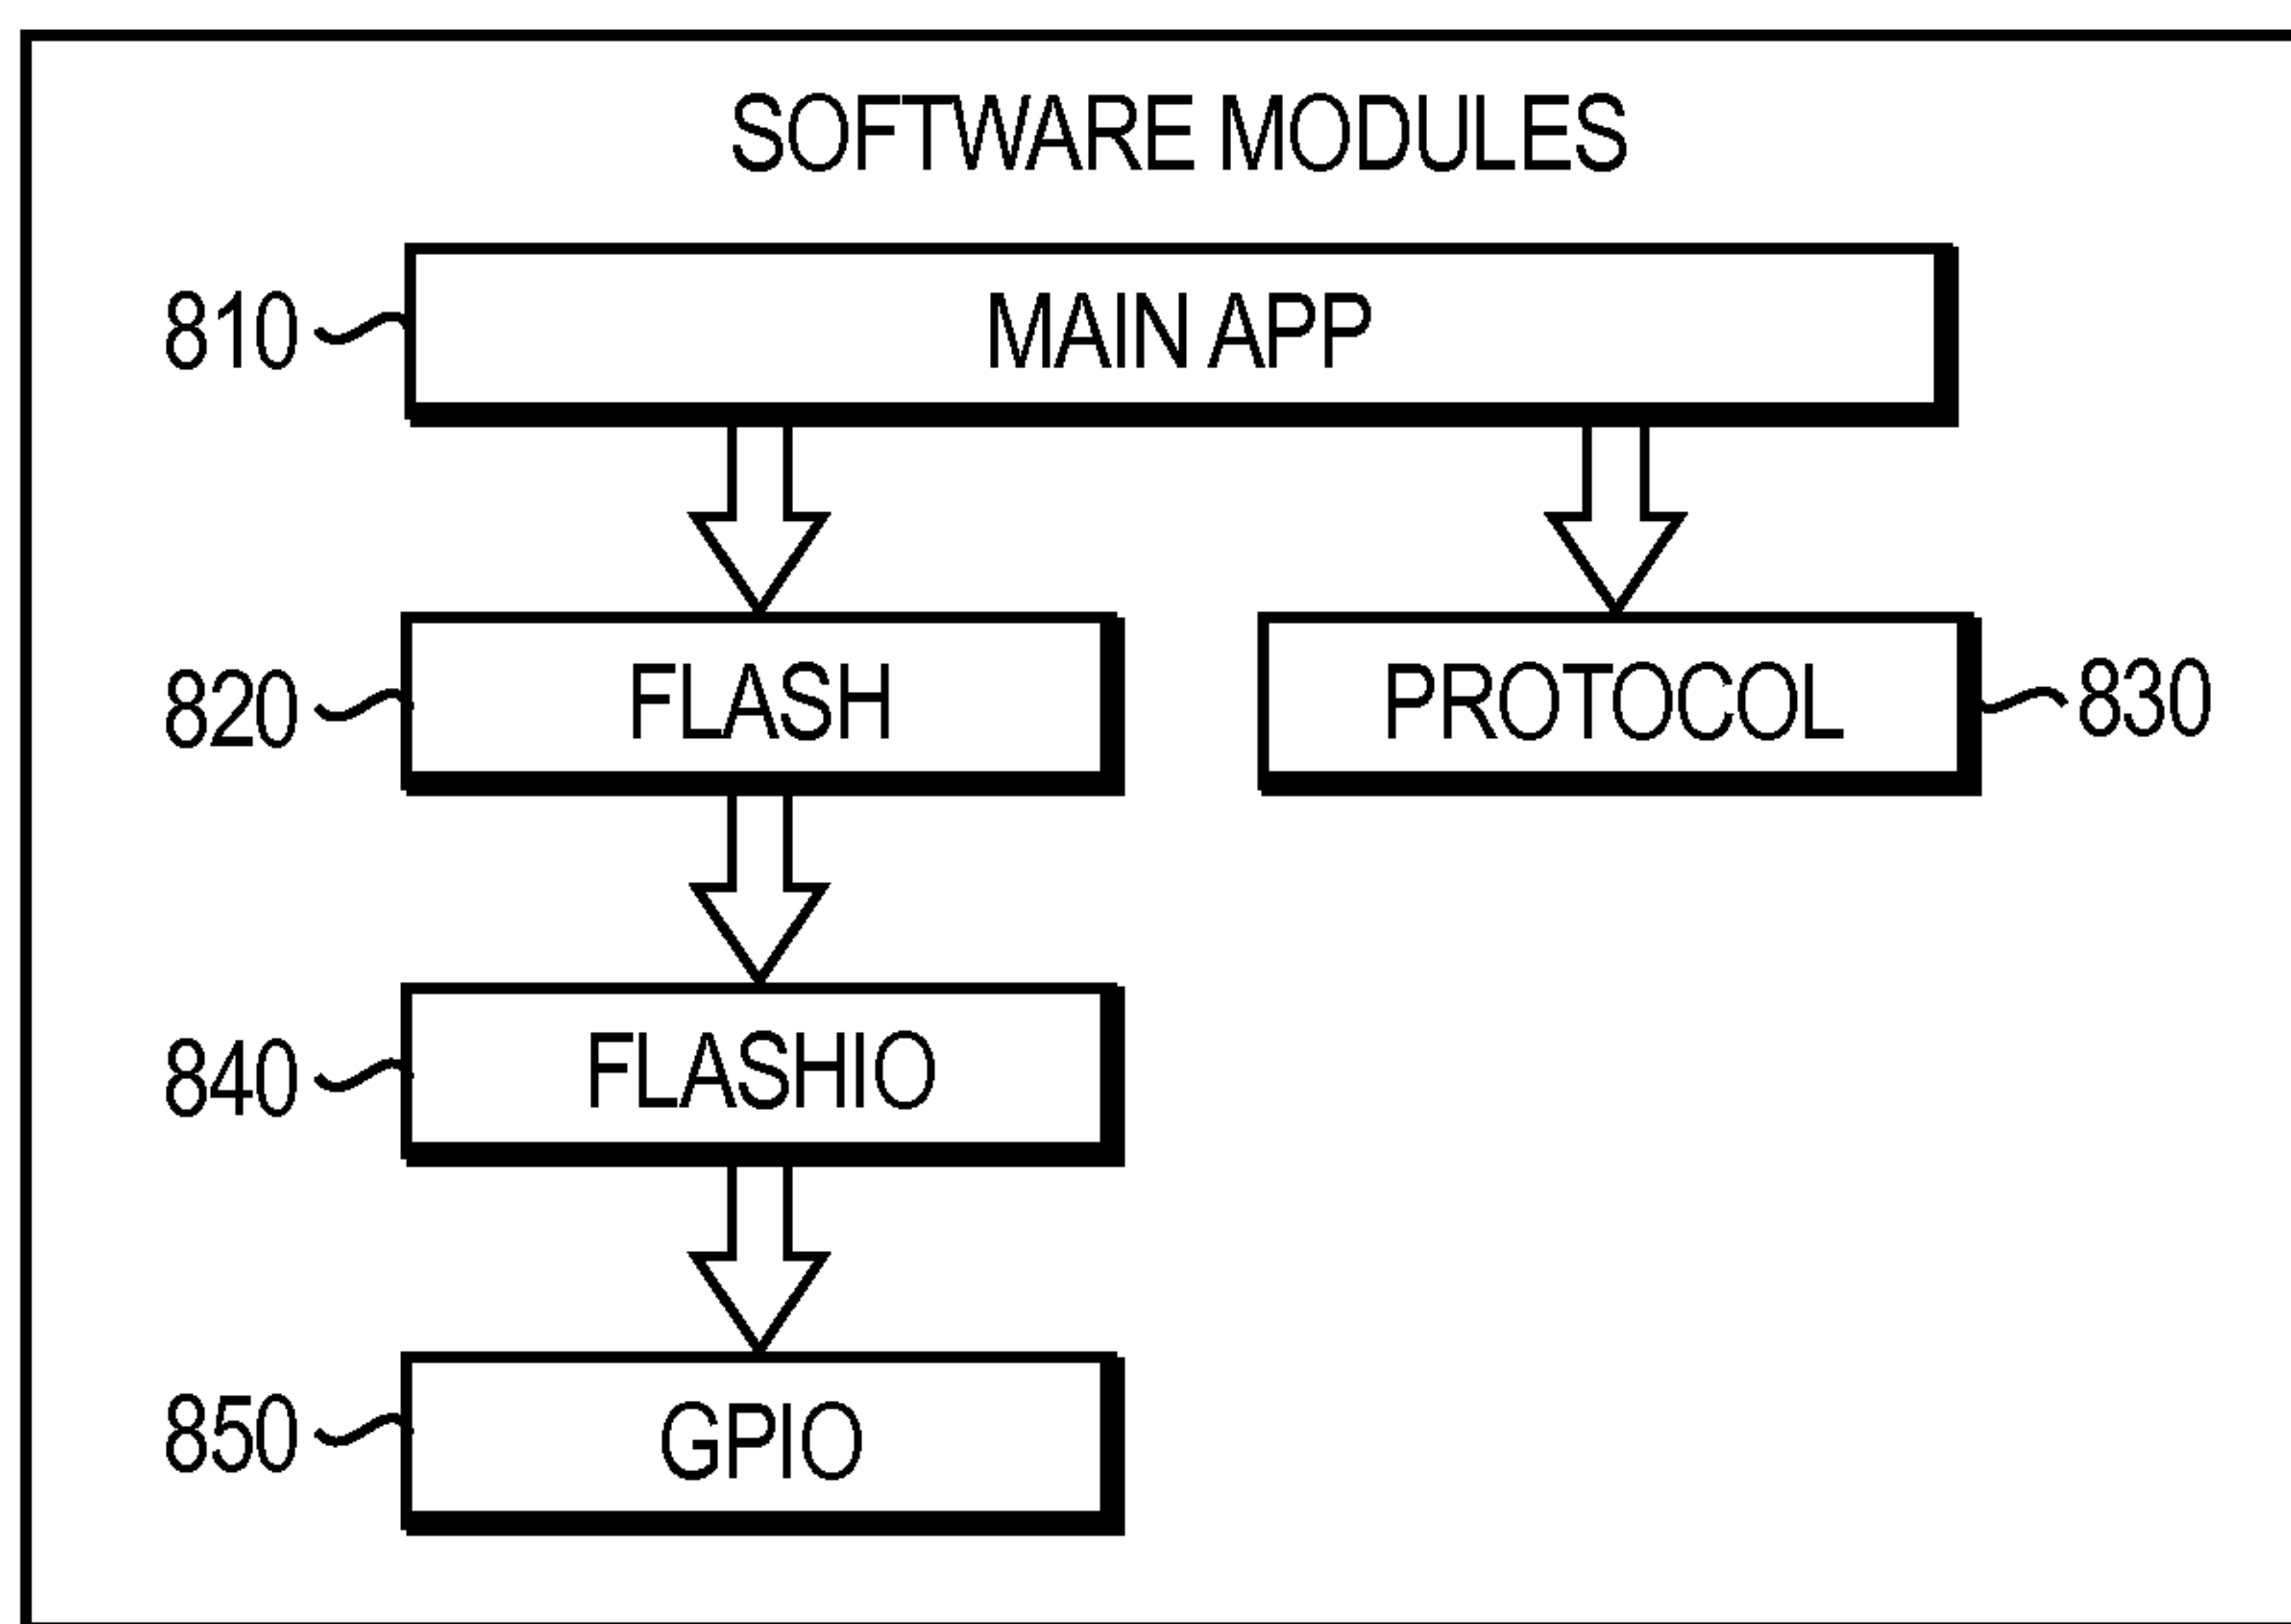 SOFTWARE MODULES
810 MAIN APP
820 FLASH PROTOCOL 830
840 FLASHIO
850 GPIO